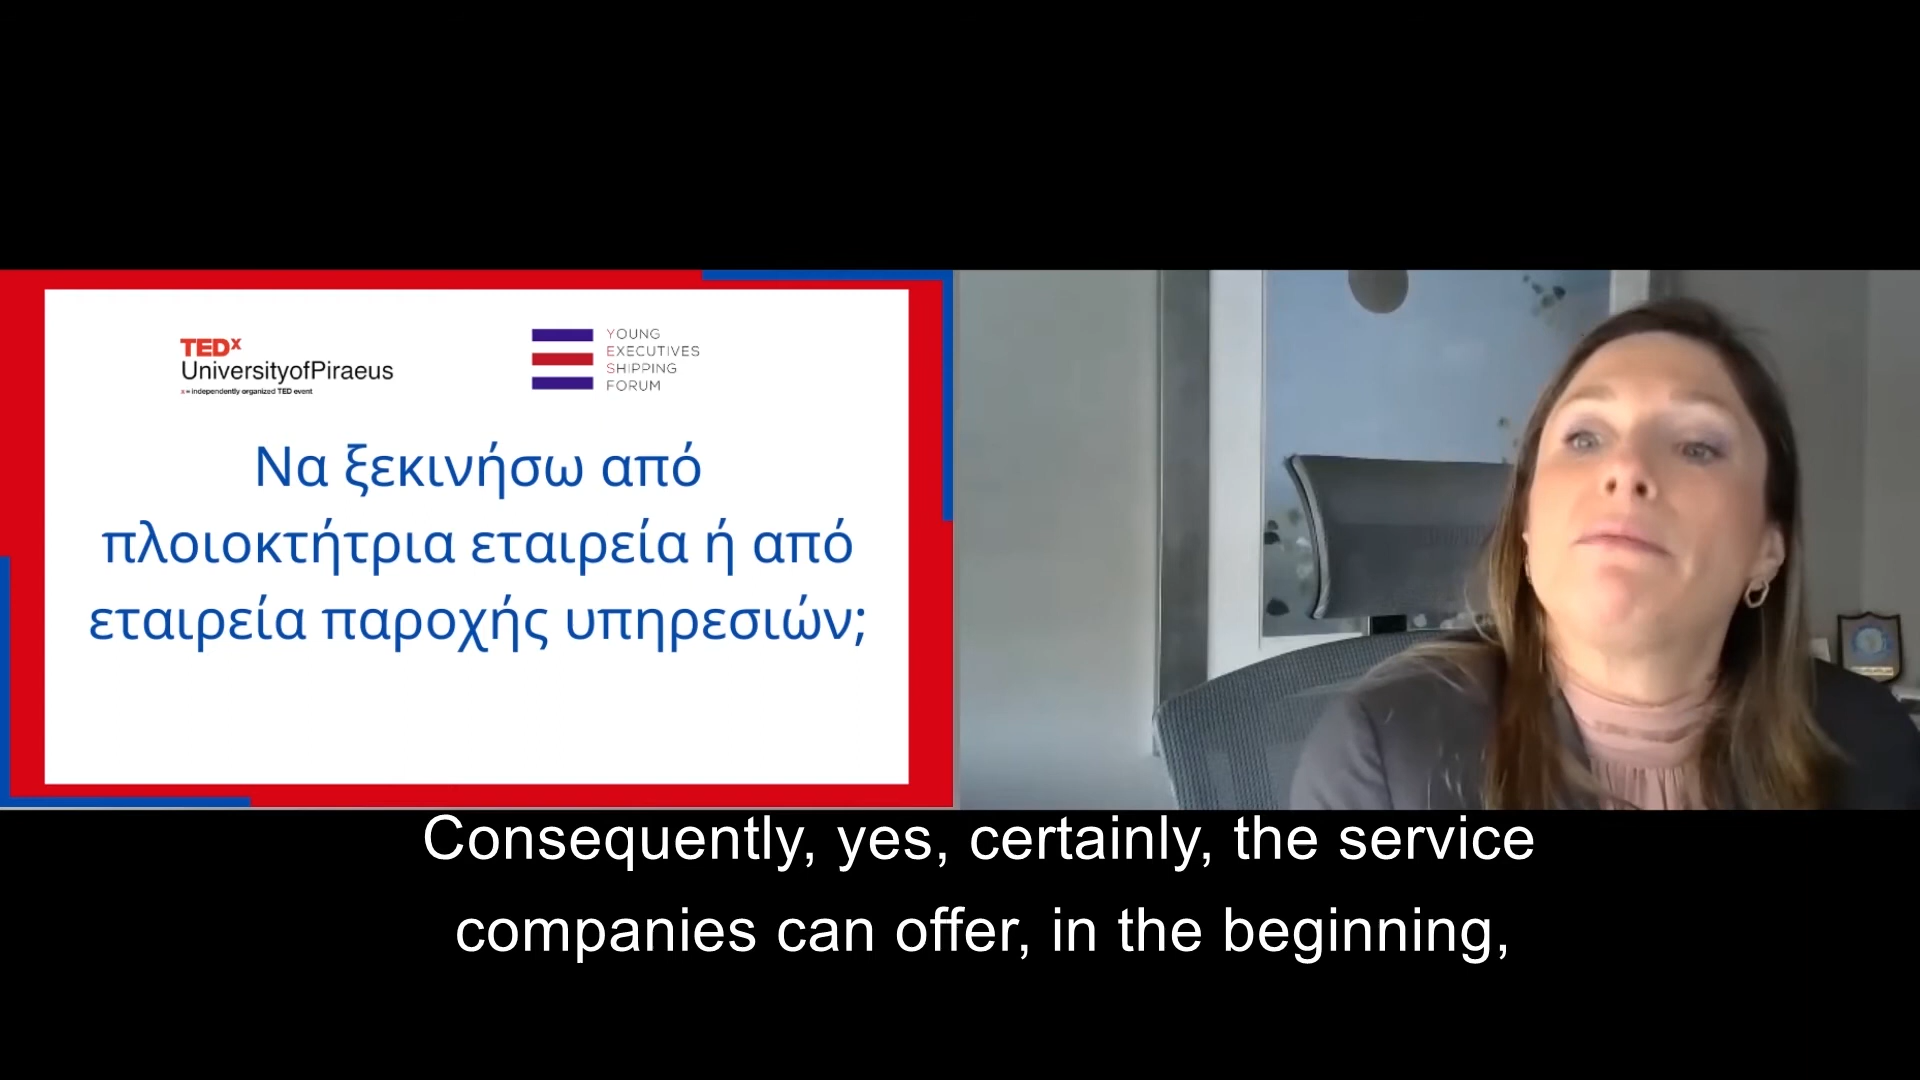 TEDx
UniversityofPiraeus
x = independently organized TED event
YOUNG
EXECUTIVES
SHIPPING
FORUM
Να ξεκινήσω από
πλοιοκτήτρια εταιρεία ή από
εταιρεία παροχής υπηρεσιών;
Consequently, yes, certainly, the service
companies can offer, in the beginning,